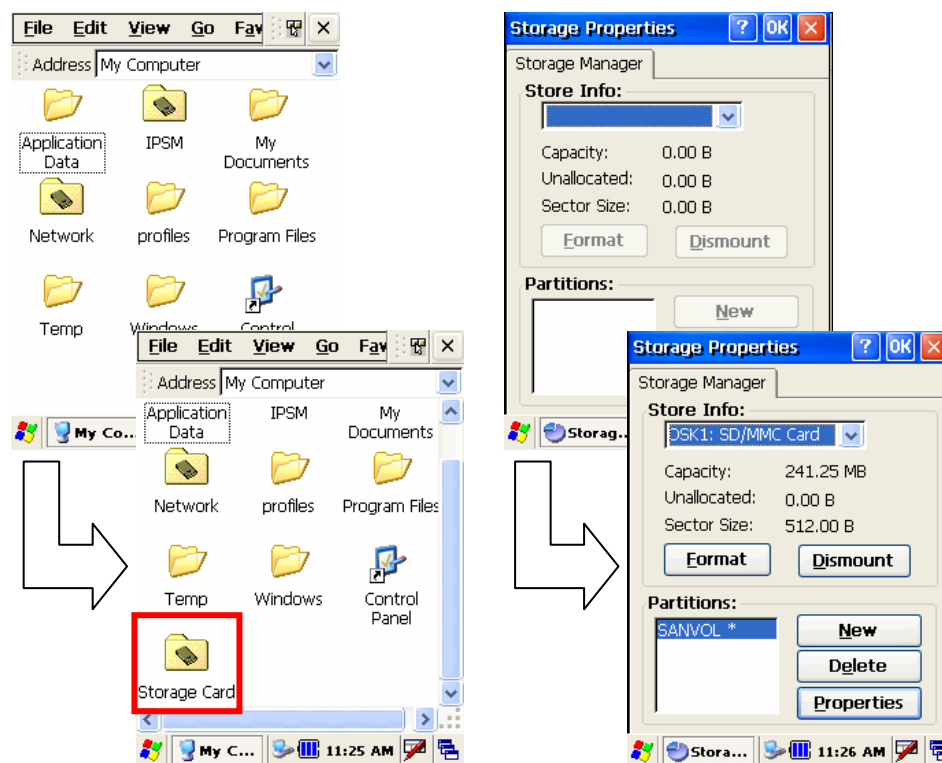 File Edit View Go Fav
Address My Computer
Application Data
IPSM
My Documents
Network
profiles
Program Files
Temp
Windows
Control
My Co...
File Edit View Go Fav
Address My Computer
Application Data
IPSM
My Documents
Network
profiles
Program Files
Temp
Windows
Control Panel
Storage Card
My C...
11:25 AM
Storage Properties ? OK
Storage Manager
Store Info:
Capacity: 0.00 B
Unallocated: 0.00 B
Sector Size: 0.00 B
Format Dismount
Partitions:
New
Storag..
Storage Properties ? OK
Storage Manager
Store Info:
DSK1: SD/MMC Card
Capacity: 241.25 MB
Unallocated: 0.00 B
Sector Size: 512.00 B
Format Dismount
Partitions:
SANVOL *
New
Delete
Properties
Stora...
11:26 AM